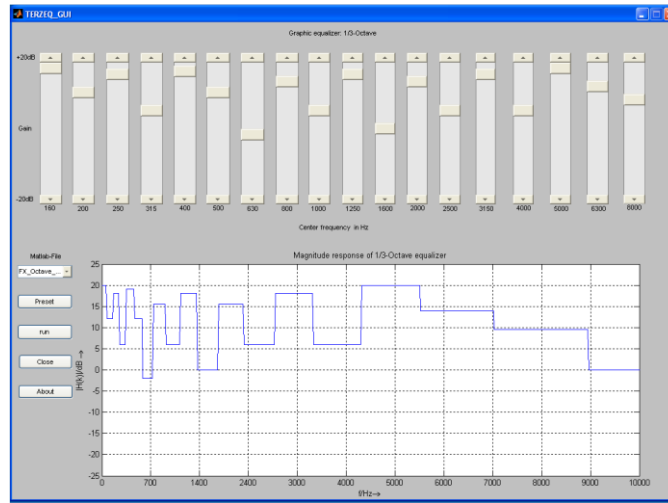 TERZEQ_GUI
Graphic equalizer: 1/3-Octave
+20dB
Gain
-20dB
160 200 250 315 400 500 630 800 1000 1250 1600 2000 2500 3150 4000 5000 6300 8000
Center frequency in Hz
Matlab-File
FX_Octave_...
Preset
run
Close
About
Magnitude response of 1/3-Octave equalizer
|H(k)|/dB→
25
20
15
10
5
0
-5
-10
-15
-20
-25
0 700 1400 2400 3000 4000 5000 6000 7000 8000 9000 10000
f/Hz→